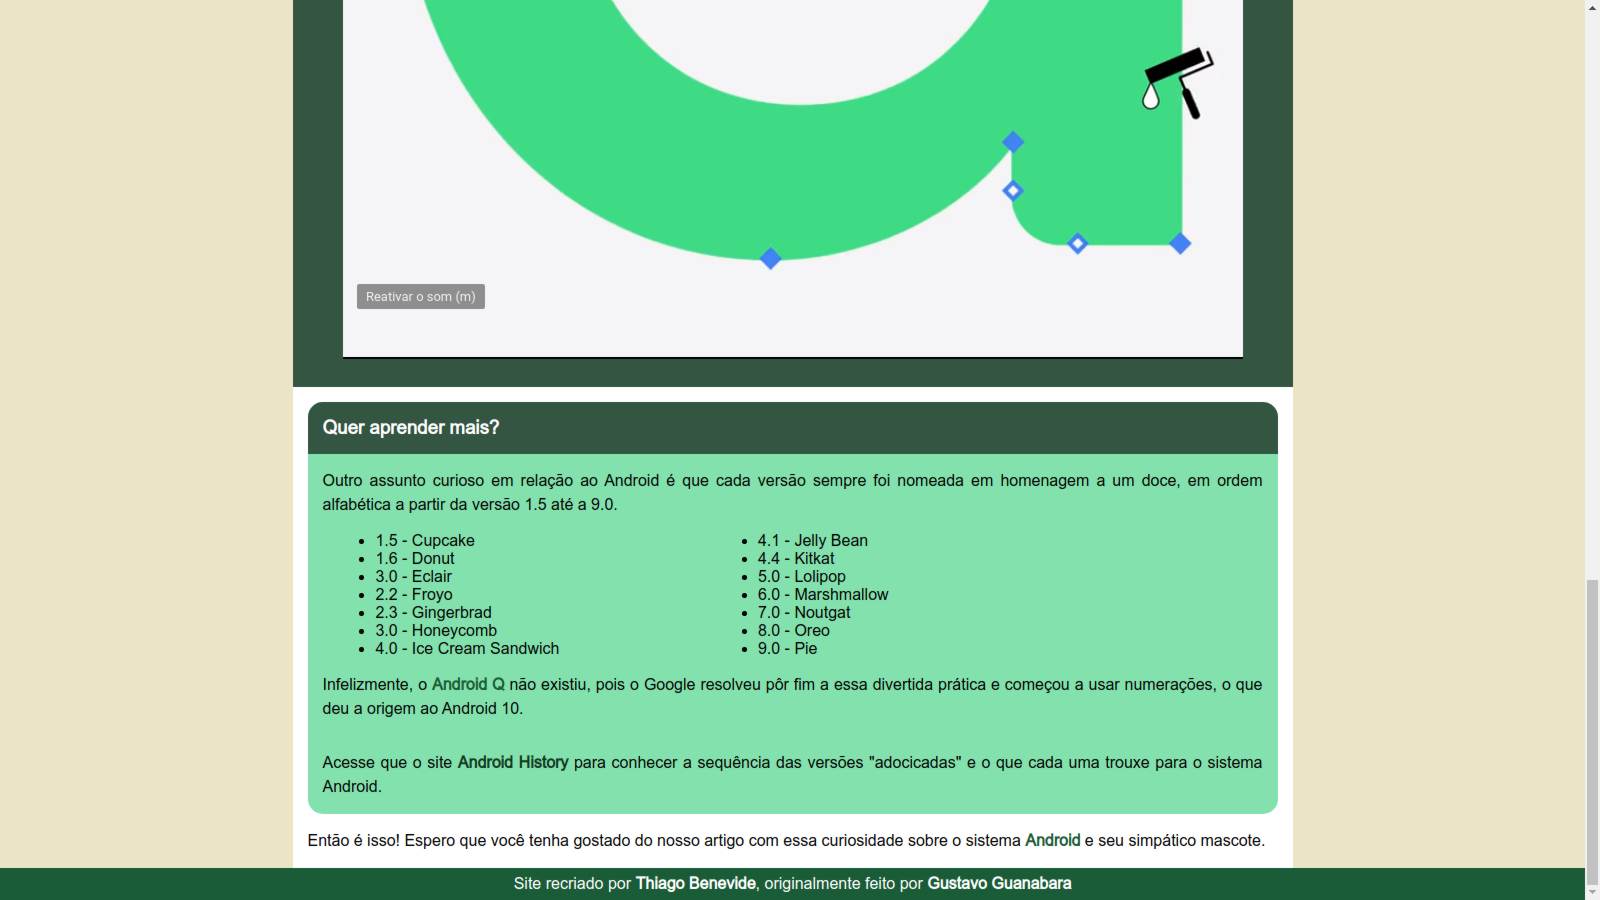 Reativar o som (m)
Quer aprender mais?
Outro assunto curioso em relação ao Android é que cada versão sempre foi nomeada em homenagem a um doce, em ordem
alfabética a partir da versão 1.5 até a 9.0.
1.5 - Cupcake
1.6 - Donut
3.0 - Eclair
2.2 - Froyo
2.3 - Gingerbrad
3.0 - Honeycomb
4.0 - Ice Cream Sandwich
4.1 - Jelly Bean
4.4 - Kitkat
5.0 - Lolipop
6.0 - Marshmallow
7.0 - Noutgat
8.0 - Oreo
9.0 - Pie
Infelizmente, o Android Q não existiu, pois o Google resolveu pôr fim a essa divertida prática e começou a usar numerações, o que
deu a origem ao Android 10.
Acesse que o site Android History para conhecer a sequência das versões "adocicadas" e o que cada uma trouxe para o sistema
Android.
Então é isso! Espero que você tenha gostado do nosso artigo com essa curiosidade sobre o sistema Android e seu simpático mascote.
Site recriado por Thiago Benevide, originalmente feito por Gustavo Guanabara